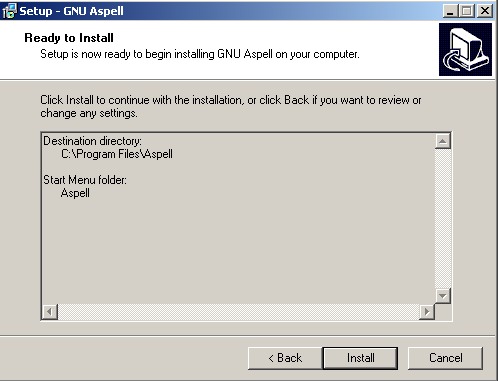 Setup - GNU Aspell
Ready to Install
Setup is now ready to begin installing GNU Aspell on your computer.
Click Install to continue with the installation, or click Back if you want to review or
change any settings.
Destination directory:
C:\Program Files\Aspell
Start Menu folder:
Aspell
< Back
Install
Cancel